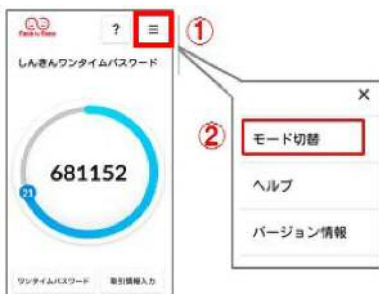 Face to Face
?
①
しんきんワンタイムパスワード
681152
21
ワンタイムパスワード
取引情報入力
②
モード切替
ヘルプ
バージョン情報